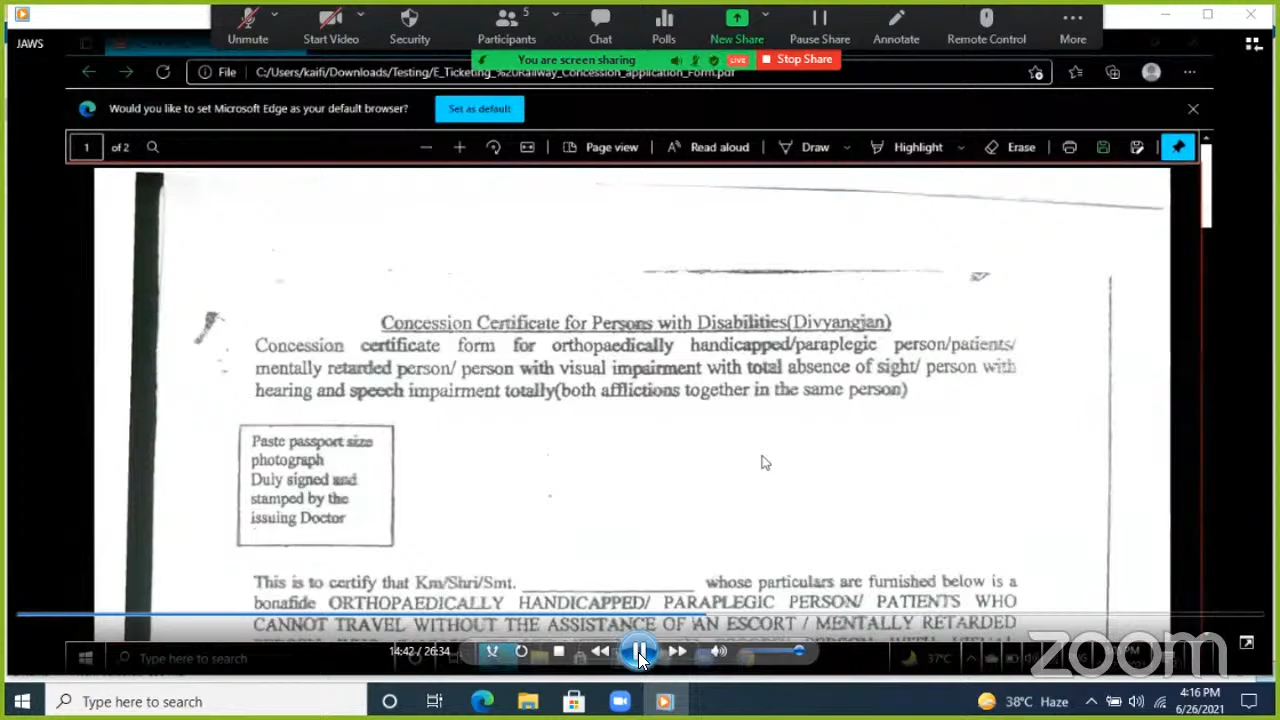 5
Unmute Start Video Security Participants Chat Polls New Share Pause Share Annotate Remote Control More
JAWS
You are screen sharing LIVE Stop Share
File C:/Users/kaifi/Downloads/Testing/E_Ticketing_%20Railway_Concession_application_Form.pdf
Would you like to set Microsoft Edge as your default browser? Set as default
1 of 2 Page view Read aloud Draw Highlight Erase
Concession Certificate for Persons with Disabilities(Divyangjan)
Concession certificate form for orthopaedically handicapped/paraplegic person/patients/
mentally retarded person/ person with visual impairment with total absence of sight/ person with
hearing and speech impairment totally(both afflictions together in the same person)
Paste passport size
photograph
Duly signed and
stamped by the
issuing Doctor
This is to certify that Km/Shri/Smt. ____________ whose particulars are furnished below is a
bonafide ORTHOPAEDICALLY HANDICAPPED/ PARAPLEGIC PERSON/ PATIENTS WHO
CANNOT TRAVEL WITHOUT THE ASSISTANCE OF AN ESCORT / MENTALLY RETARDED
14:42 / 26:34
Type here to search 37°C
zoom
Type here to search 38°C Haze 4:16 PM
6/26/2021